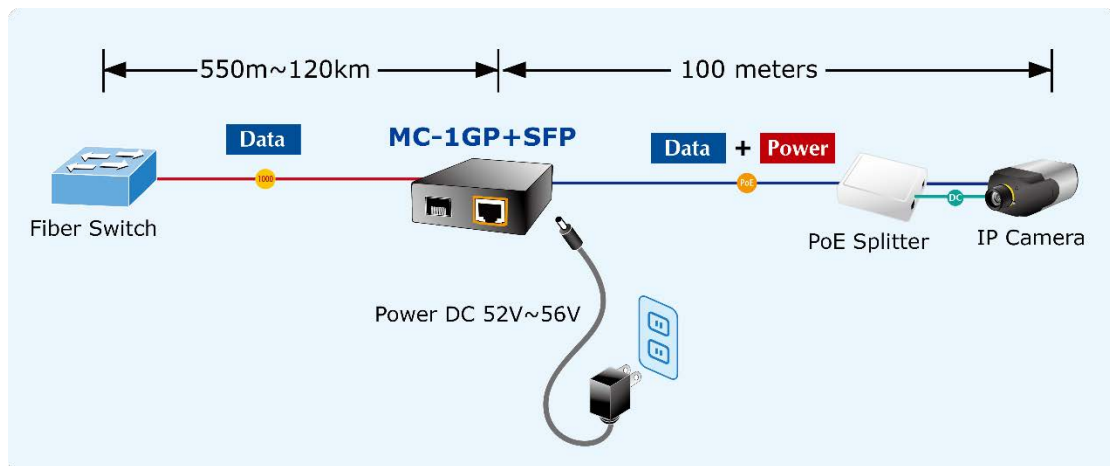 550m~120km
100 meters
MC-1GP+SFP
Data
Data + Power
1000
PoE
DC
Fiber Switch
PoE Splitter
IP Camera
Power DC 52V~56V